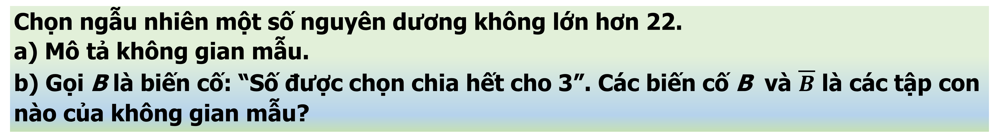 Chọn ngẫu nhiên một số nguyên dương không lớn hơn 22.
a) Mô tả không gian mẫu.
b) Gọi B là biến cố: “Số được chọn chia hết cho 3”. Các biến cố B và B̅ là các tập con
nào của không gian mẫu?